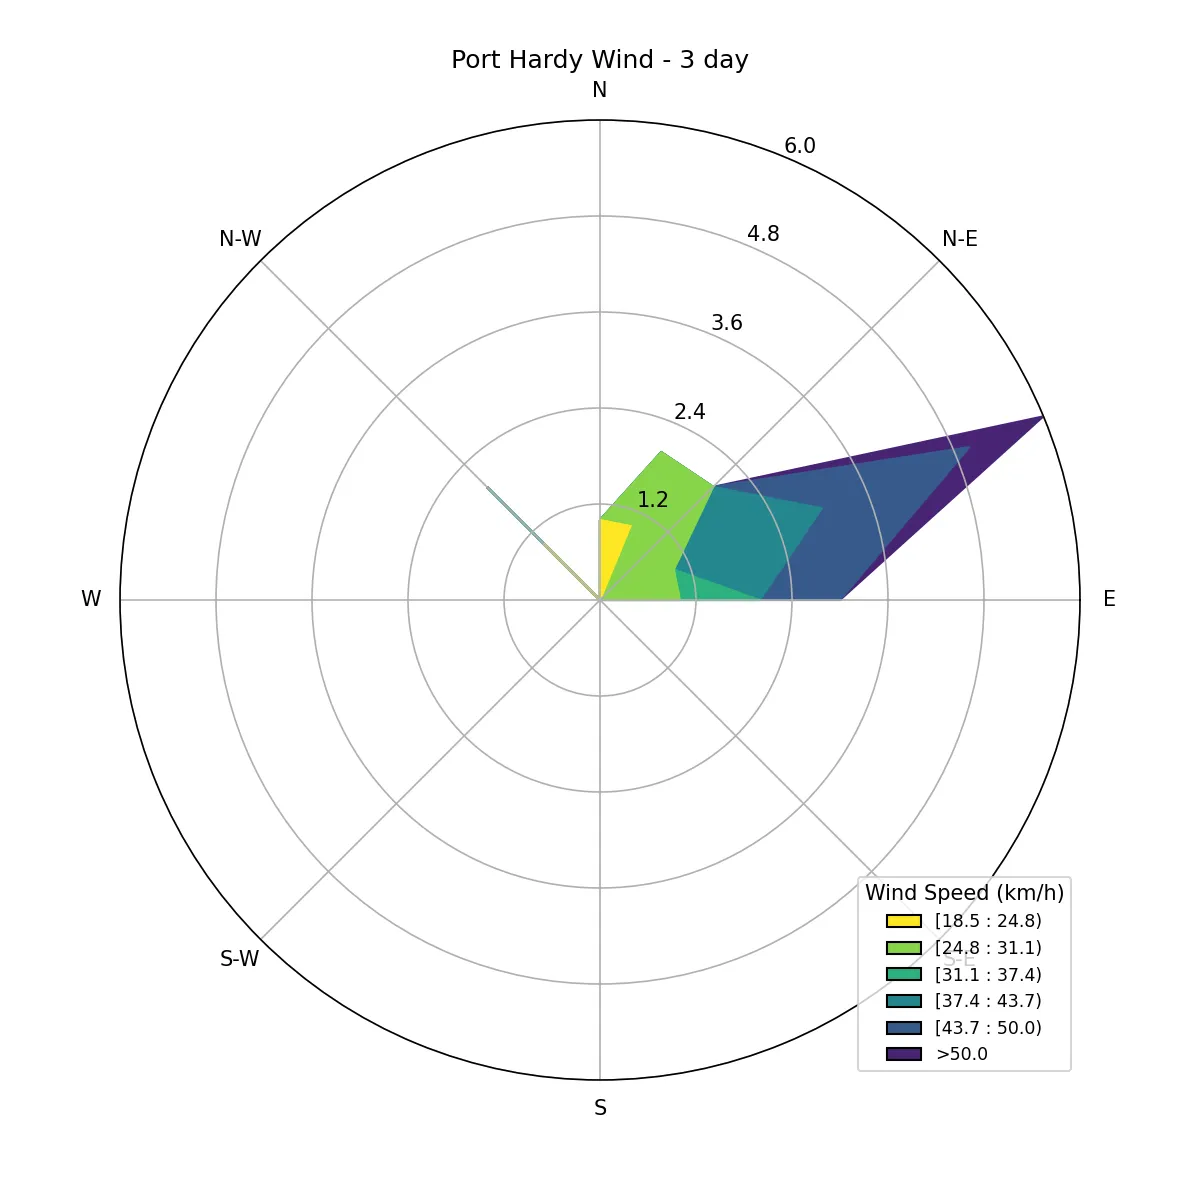 Port Hardy Wind - 3 day
N
6.0
4.8
N-W
N-E
3.6
2.4
1.2
W
E
Wind Speed (km/h)
[18.5 : 24.8)
[24.8 : 31.1)
S-W
S-E
[31.1 : 37.4)
[37.4 : 43.7)
[43.7 : 50.0)
>50.0
S